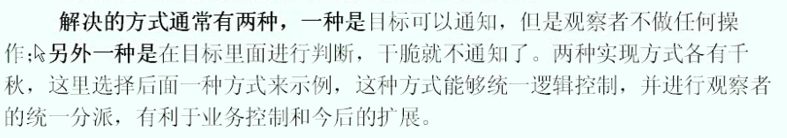 解决的方式通常有两种，一种是目标可以通知，但是观察者不做任何操
作;另外一种是在目标里面进行判断，干脆就不通知了。两种实现方式各有千
秋，这里选择后面一种方式来示例，这种方式能够统一逻辑控制，并进行观察者
的统一分派，有利于业务控制和今后的扩展。